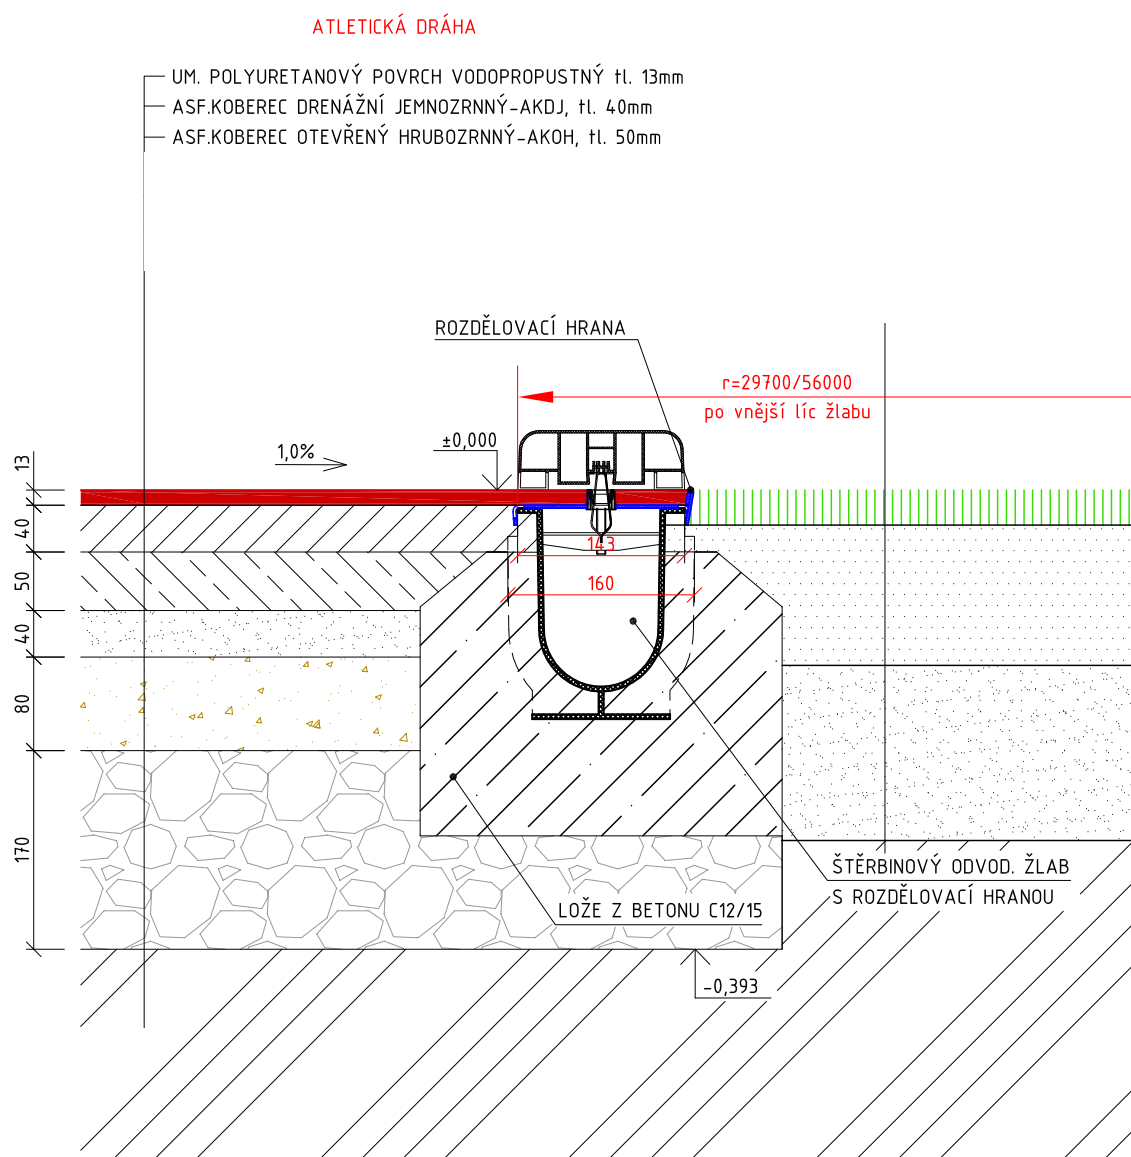 ATLETICKÁ DRÁHA
UM. POLYURETANOVÝ POVRCH VODOPROPUSTNÝ tl. 13mm
ASF.KOBEREC DRENÁŽNÍ JEMNOZRNNÝ-AKDJ, tl. 40mm
ASF.KOBEREC OTEVŘENÝ HRUBOZRNNÝ-AKOH, tl. 50mm
ROZDĚLOVACÍ HRANA
r=29700/56000
po vnější líc žlabu
±0,000
1,0%
13
40
50
40
80
170
143
160
ŠTĚRBINOVÝ ODVOD. ŽLAB
S ROZDĚLOVACÍ HRANOU
LOŽE Z BETONU C12/15
-0,393